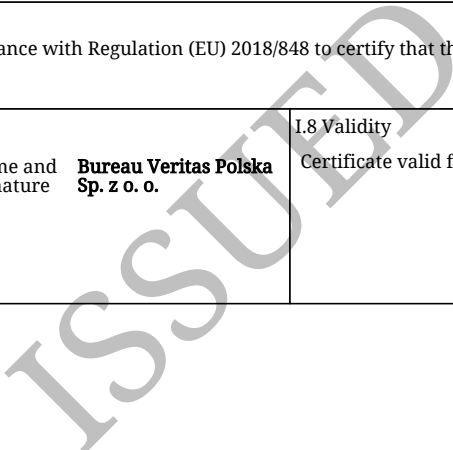 ance with Regulation (EU) 2018/848 to certify that th
I.8 Validity
me and Bureau Veritas Polska
nature Sp. z o. o.
Certificate valid f
ISSUED